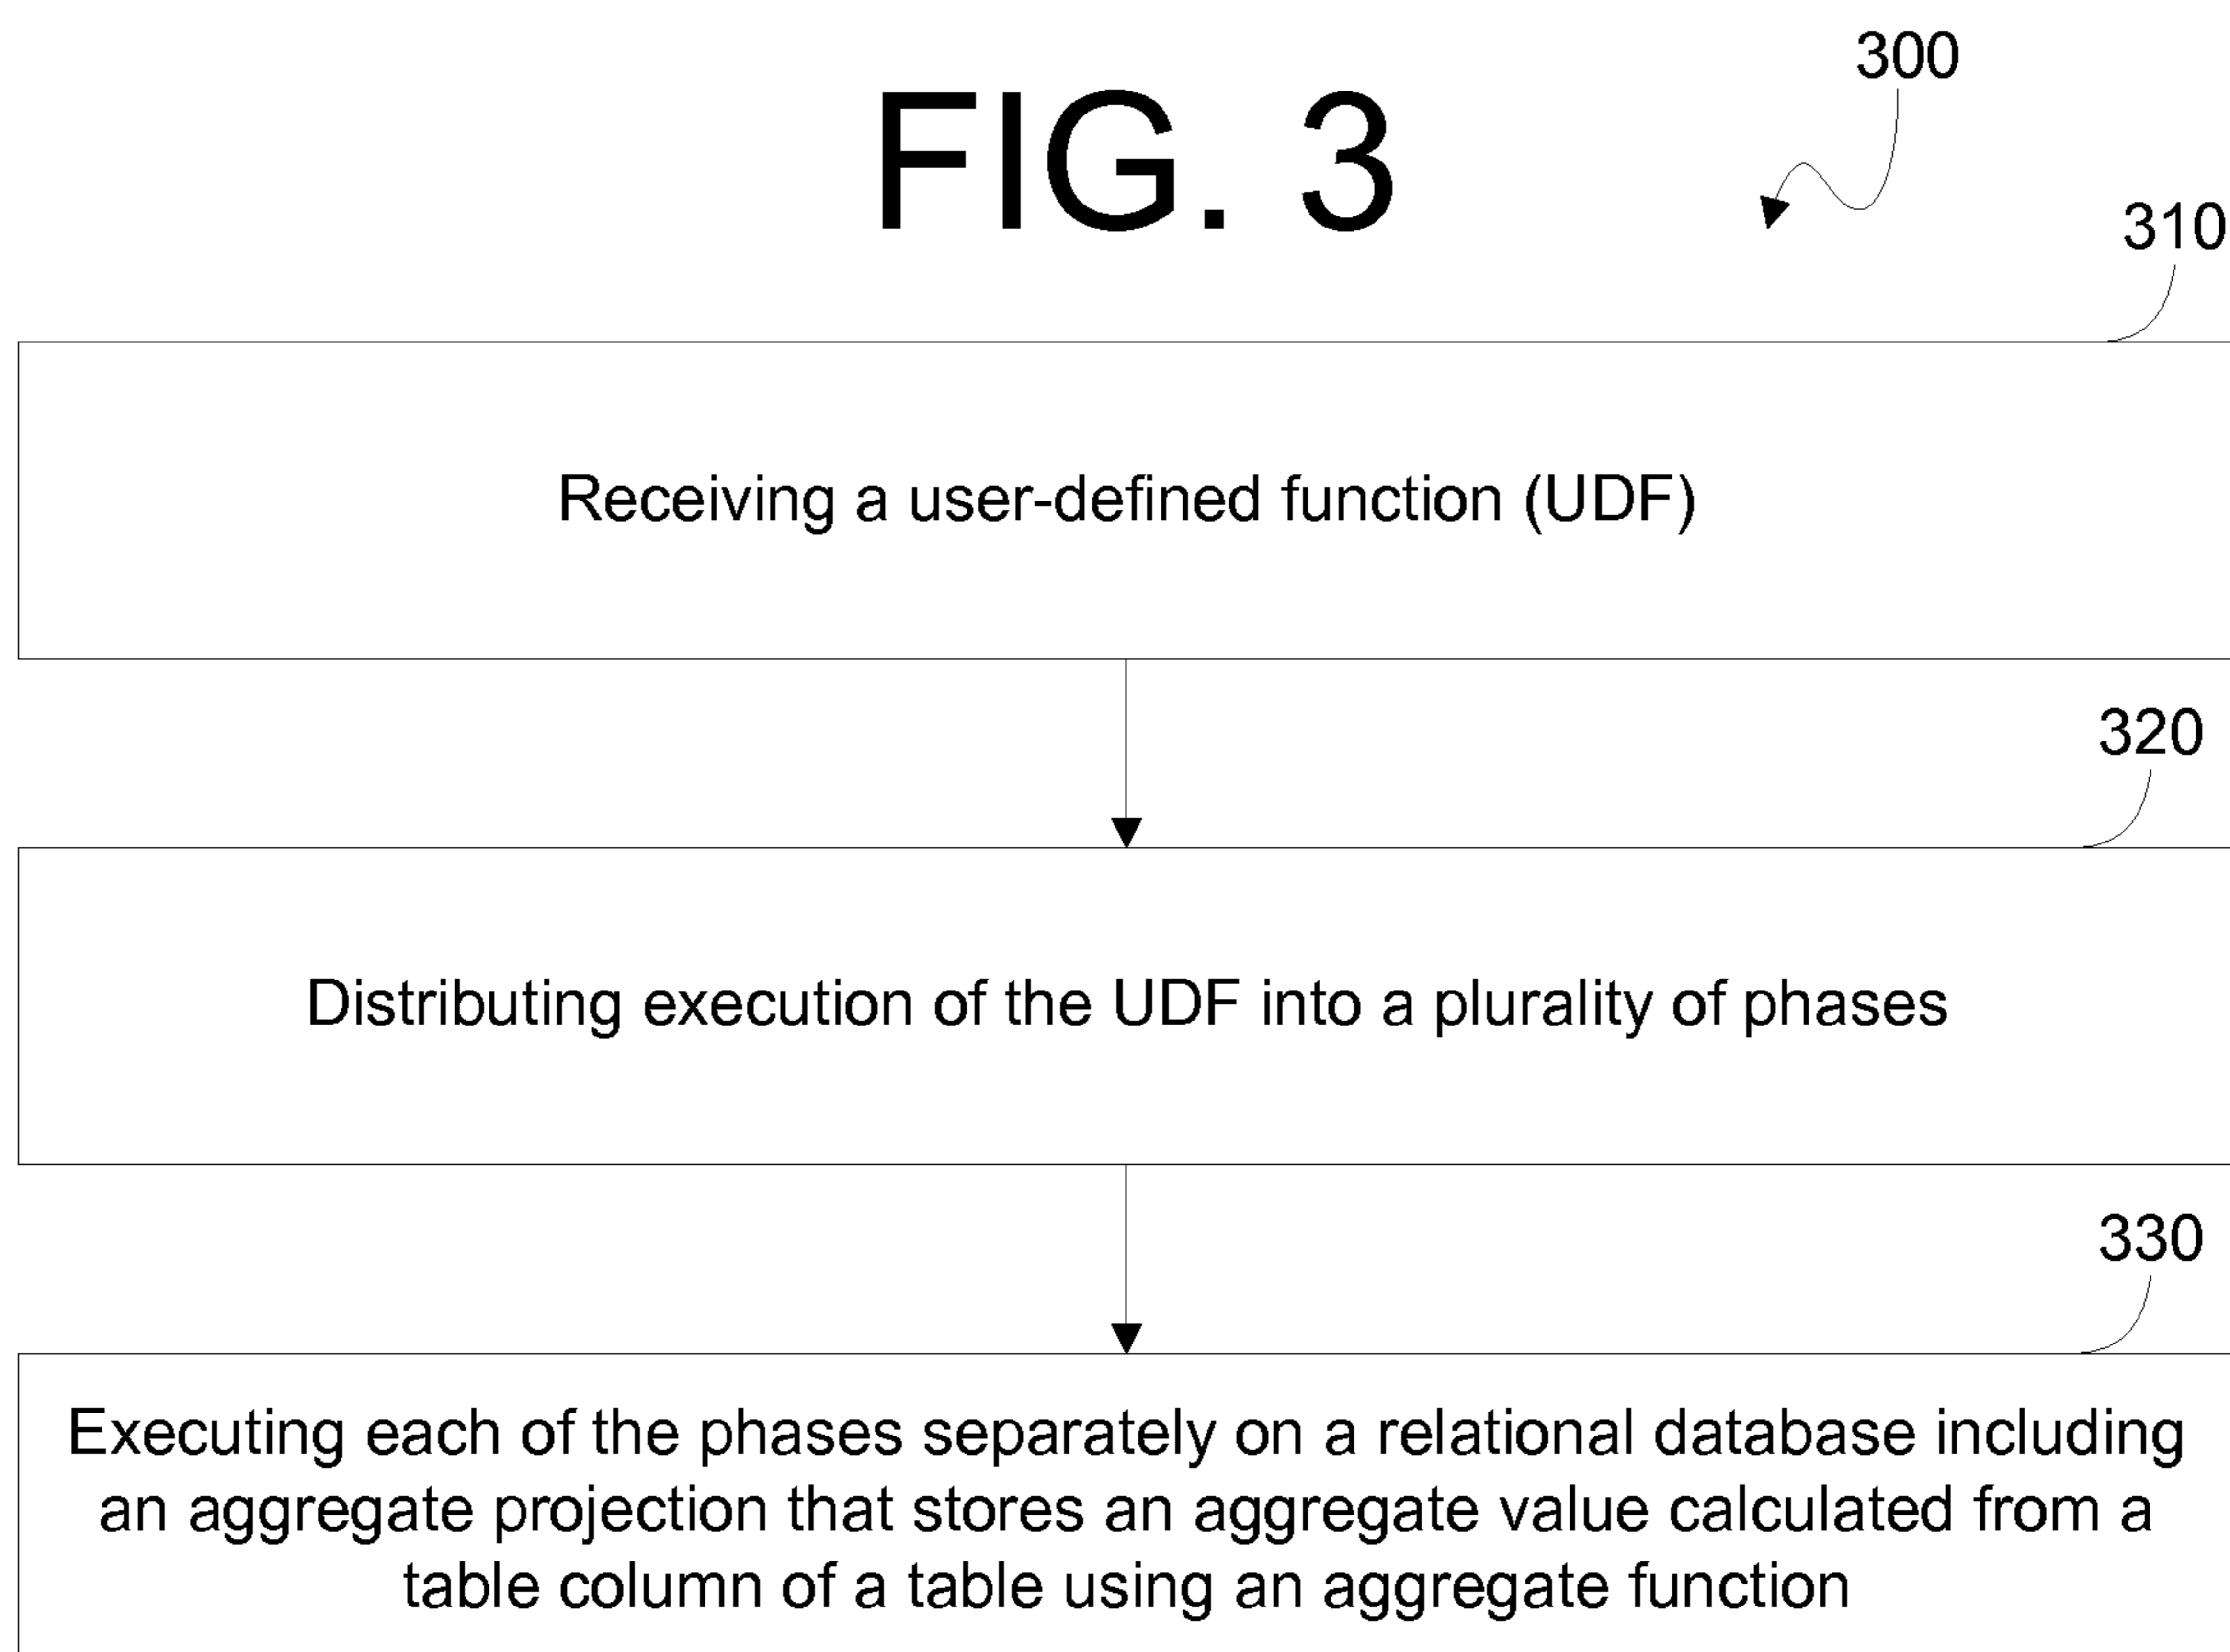 300
FIG. 3
310
Receiving a user-defined function (UDF)
320
Distributing execution of the UDF into a plurality of phases
330
Executing each of the phases separately on a relational database including
an aggregate projection that stores an aggregate value calculated from a
table column of a table using an aggregate function